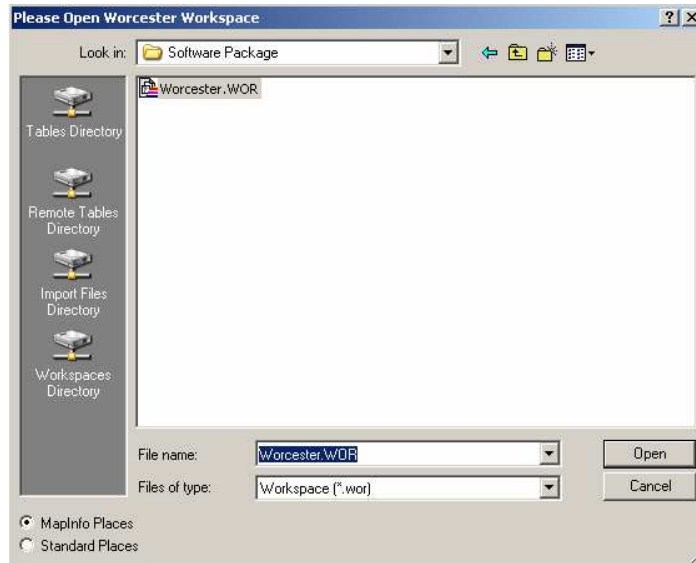 Please Open Worcester Workspace
Look in: Software Package
Worcester.WOR
Tables Directory
Remote Tables
Directory
Import Files
Directory
Workspaces
Directory
File name: Worcester.WOR Open
Files of type: Workspace (*.wor) Cancel
MapInfo Places
Standard Places